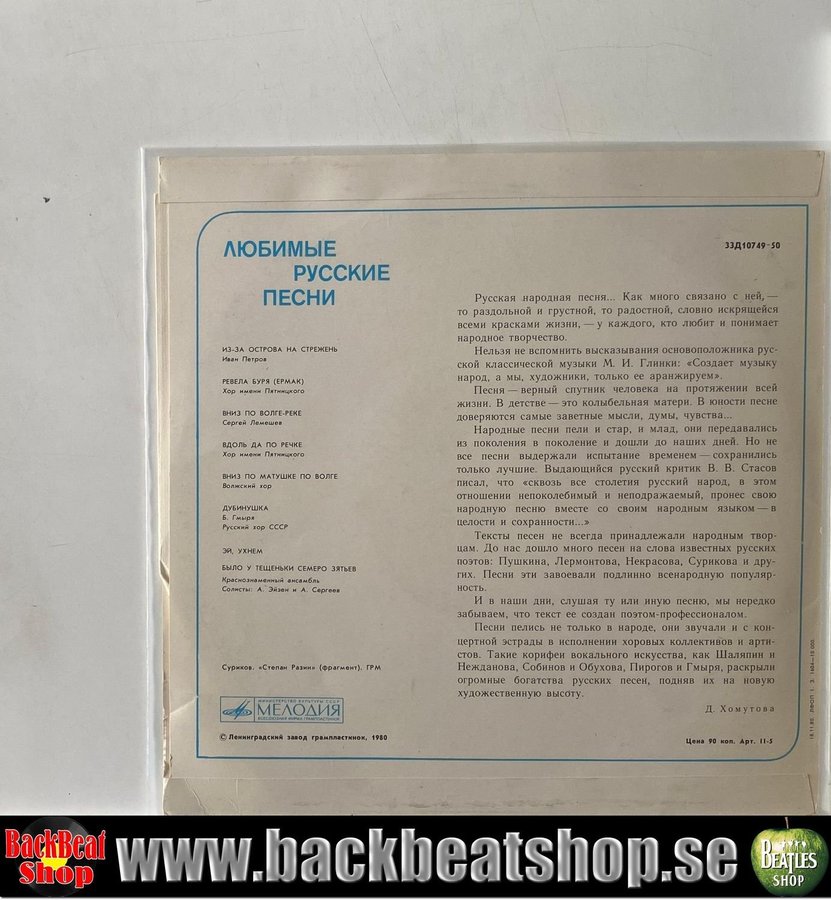 ЛЮБИМЫЕ
РУССКИЕ
ПЕСНИ
33Д10749-50
ИЗ-ЗА ОСТРОВА НА СТРЕЖЕНЬ
Иван Петров
РЕВЕЛА БУРЯ (ЕРМАК)
Хор имени Пятницкого
ВНИЗ ПО ВОЛГЕ-РЕКЕ
Сергей Лемешев
ВДОЛЬ ДА ПО РЕЧКЕ
Хор имени Пятницкого
ВНИЗ ПО МАТУШКЕ ПО ВОЛГЕ
Волжский хор
ДУБИНУШКА
Б. Гмыря
Русский хор СССР
ЭЙ, УХНЕМ
БЫЛО У ТЕЩЕНЬКИ СЕМЕРО ЗЯТЬЕВ
Краснознаменный ансамбль
Солисты: А. Эйзен и А. Сергеев
Суриков. «Степан Разин» (фрагмент). ГРМ
МИНИСТЕРСТВО КУЛЬТУРЫ СССР
МЕЛОДИЯ
ВСЕСОЮЗНАЯ ФИРМА ГРАМПЛАСТИНОК
© Ленинградский завод грампластинок, 1980
Русская народная песня... Как много связано с ней, —
то раздольной и грустной, то радостной, словно искрящейся
всеми красками жизни, — у каждого, кто любит и понимает
народное творчество.
Нельзя не вспомнить высказывания основоположника рус-
ской классической музыки М. И. Глинки: «Создает музыку
народ, а мы, художники, только ее аранжируем».
Песня — верный спутник человека на протяжении всей
жизни. В детстве — это колыбельная матери. В юности песне
доверяются самые заветные мысли, думы, чувства...
Народные песни пели и стар, и млад, они передавались
из поколения в поколение и дошли до наших дней. Но не
все песни выдержали испытание временем — сохранились
только лучшие. Выдающийся русский критик В. В. Стасов
писал, что «сквозь все столетия русский народ, в этом
отношении непоколебимый и неподражаемый, пронес свою
народную песню вместе со своим народным языком — в
целости и сохранности...»
Тексты песен не всегда принадлежали народным твор-
цам. До нас дошло много песен на слова известных русских
поэтов: Пушкина, Лермонтова, Некрасова, Сурикова и дру-
гих. Песни эти завоевали подлинно всенародную популяр-
ность.
И в наши дни, слушая ту или иную песню, мы нередко
забываем, что текст ее создан поэтом-профессионалом.
Песни пелись не только в народе, они звучали и с кон-
цертной эстрады в исполнении хоровых коллективов и арти-
стов. Такие корифеи вокального искусства, как Шаляпин и
Нежданова, Собинов и Обухова, Пирогов и Гмыря, раскрыли
огромные богатства русских песен, подняв их на новую
художественную высоту.
Д. Хомутова
Цена 90 коп. Арт. 11-5
BackBeat
Shop
www.backbeatshop.se
BEATLES
SHOP